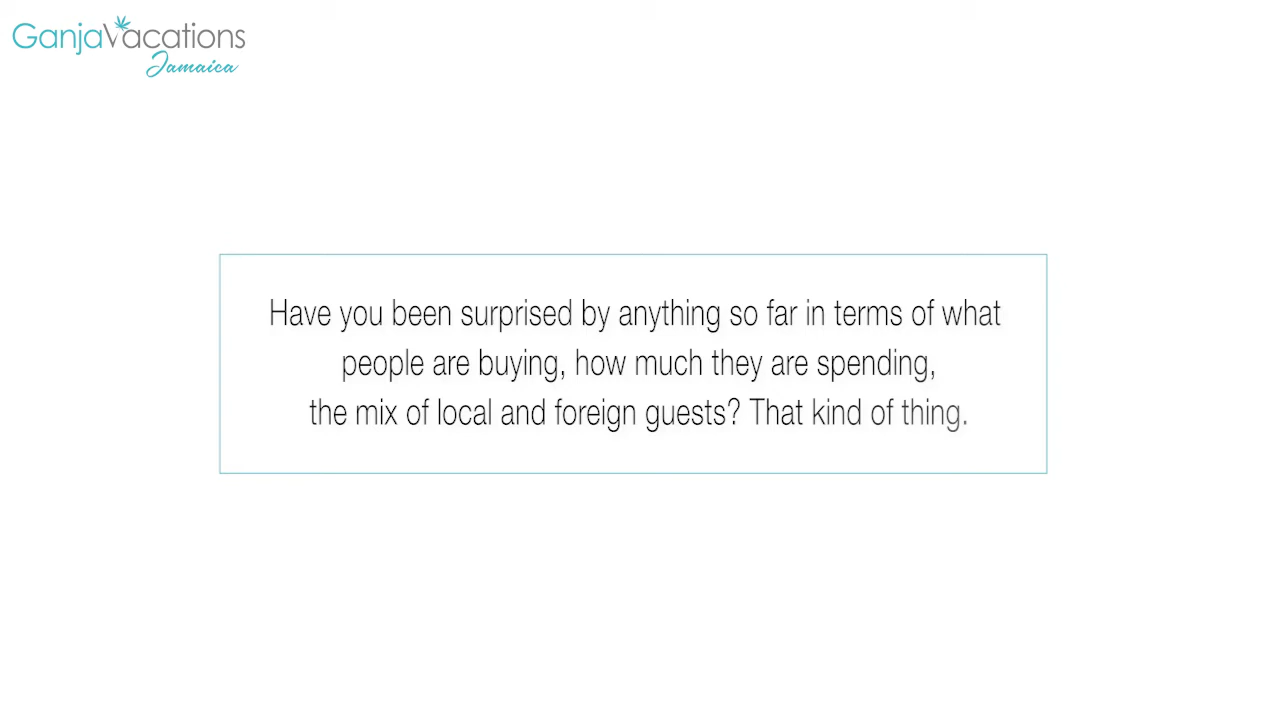 GanjaVacations
Jamaica
Have you been surprised by anything so far in terms of what
people are buying, how much they are spending,
the mix of local and foreign guests? That kind of thing.